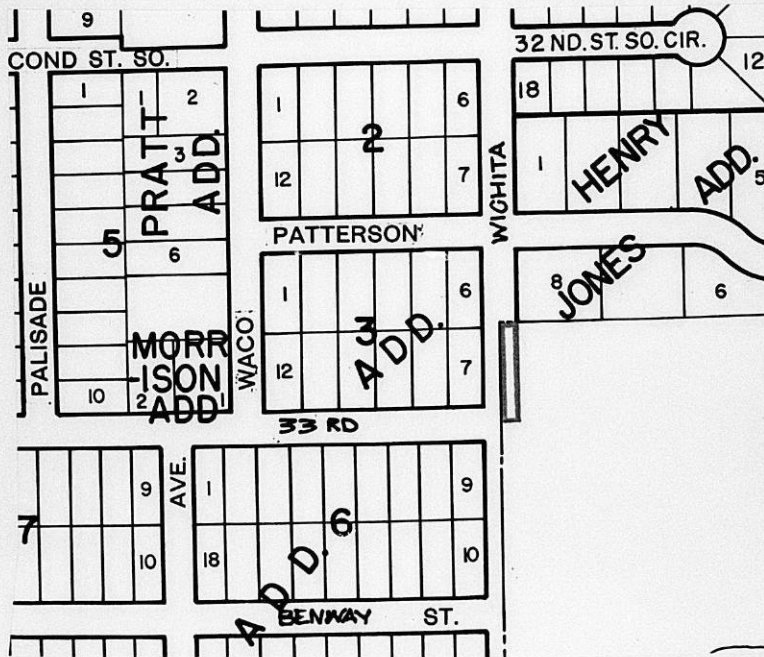 9
COND ST. SO.
32 ND. ST. SO. CIR.
12
18
1
1
2
PRATT ADD.
3
5
6
10
MORR
-ISON
ADD
2
1
PALISADE
WACO
1
6
2
12
7
WICHITA
1
HENRY ADD.
5
PATTERSON
8
JONES
6
1
6
3
ADD.
12
7
33 RD
9
7
10
AVE.
1
9
6
18
10
ADD.
BENWAY ST.